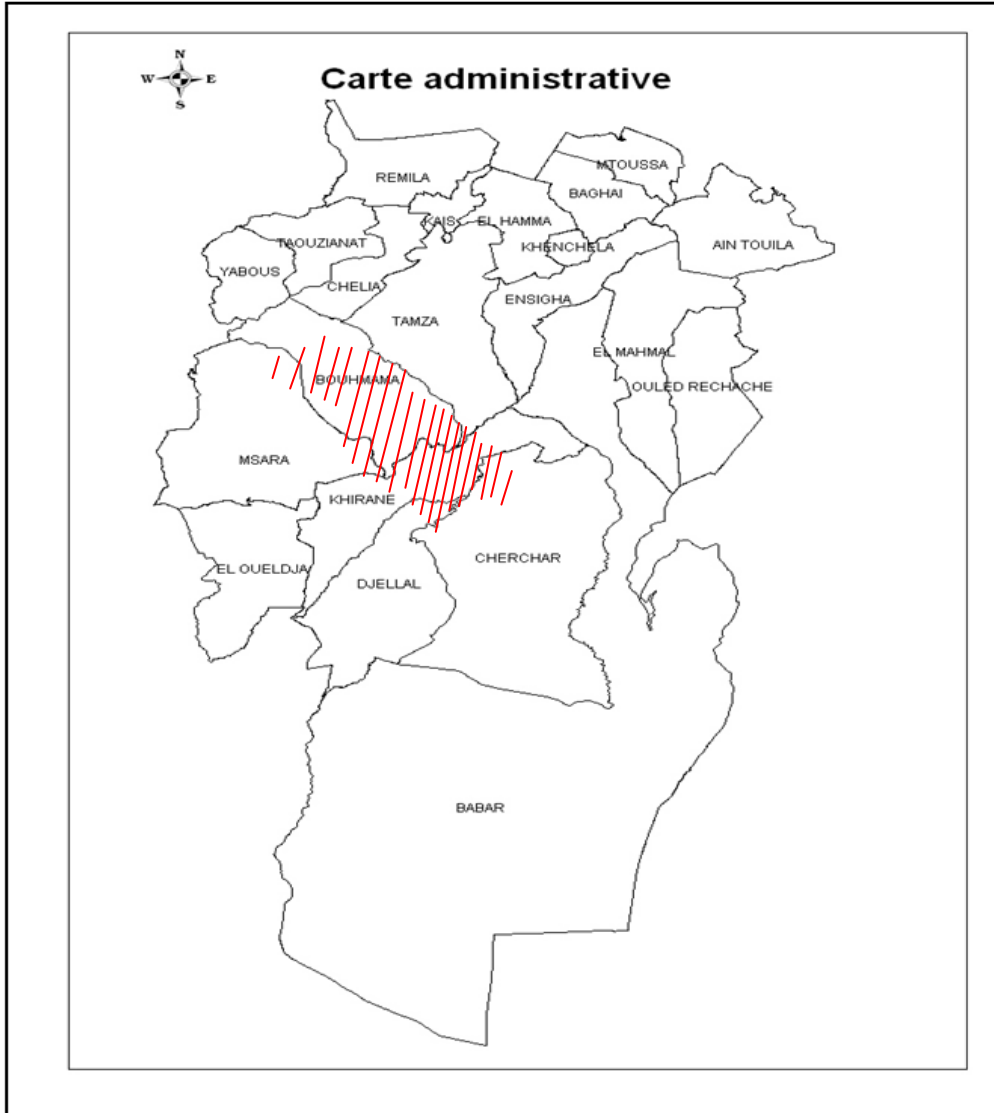 N
W E
S
Carte administrative
MTOUSSA
REMILA
BAGHAI
KAIS
EL HAMMA
TAOUZIANAT
KHENCHELA
AIN TOUILA
YABOUS
CHELIA
ENSIGHA
TAMZA
EL MAHMAL
BOUHMAMA
OULED RECHACHE
MSARA
KHIRANE
CHERCHAR
EL OUELDJA
DJELLAL
BABAR